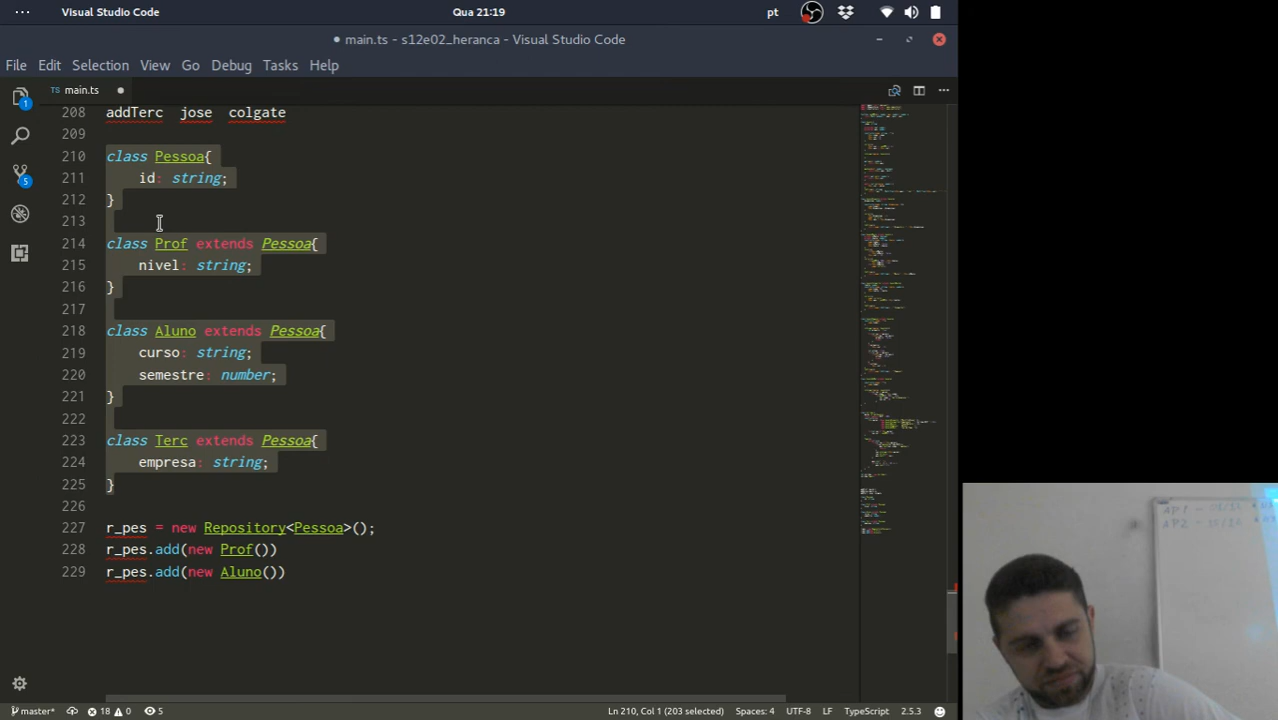 Visual Studio Code
Qua 21:19
pt
main.ts - s12e02_heranca - Visual Studio Code
File Edit Selection View Go Debug Tasks Help
TS main.ts
208 addTerc jose colgate
209
210 class Pessoa{
211 id: string;
212 }
213
214 class Prof extends Pessoa{
215 nivel: string;
216 }
217
218 class Aluno extends Pessoa{
219 curso: string;
220 semestre: number;
221 }
222
223 class Terc extends Pessoa{
224 empresa: string;
225 }
226
227 r_pes = new Repository<Pessoa>();
228 r_pes.add(new Prof())
229 r_pes.add(new Aluno())
1
5
master* 18 0 5 Ln 210, Col 1 (203 selected) Spaces: 4 UTF-8 LF TypeScript 2.5.3
AP1 -
AP2 -